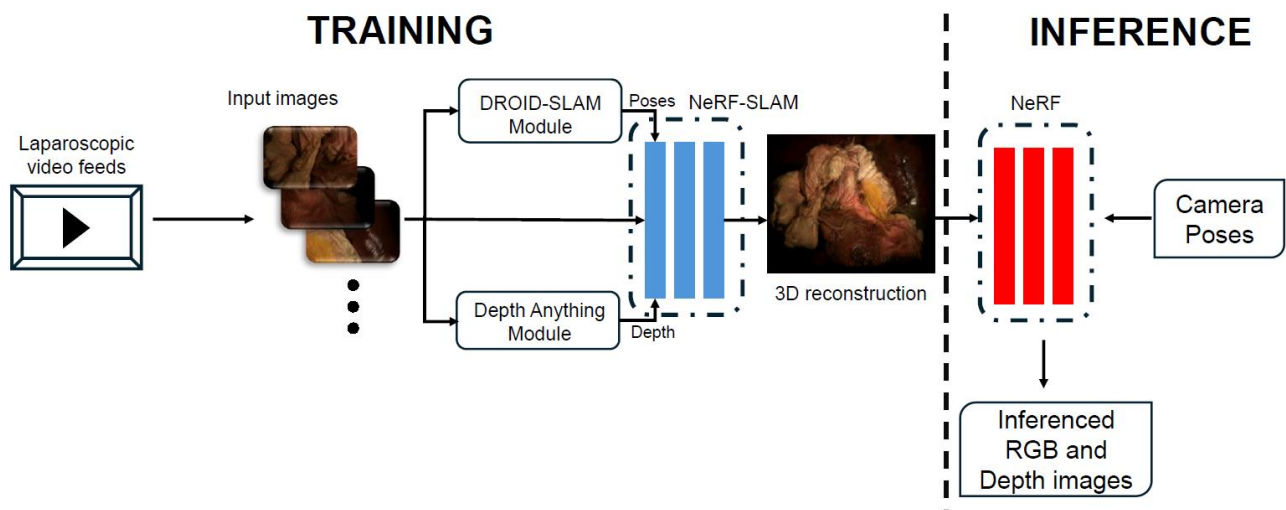 TRAINING
INFERENCE
Input images
Laparoscopic
video feeds
DROID-SLAM
Module
Poses
NeRF-SLAM
Depth Anything
Module
Depth
3D reconstruction
NeRF
Camera
Poses
Inferenced
RGB and
Depth images